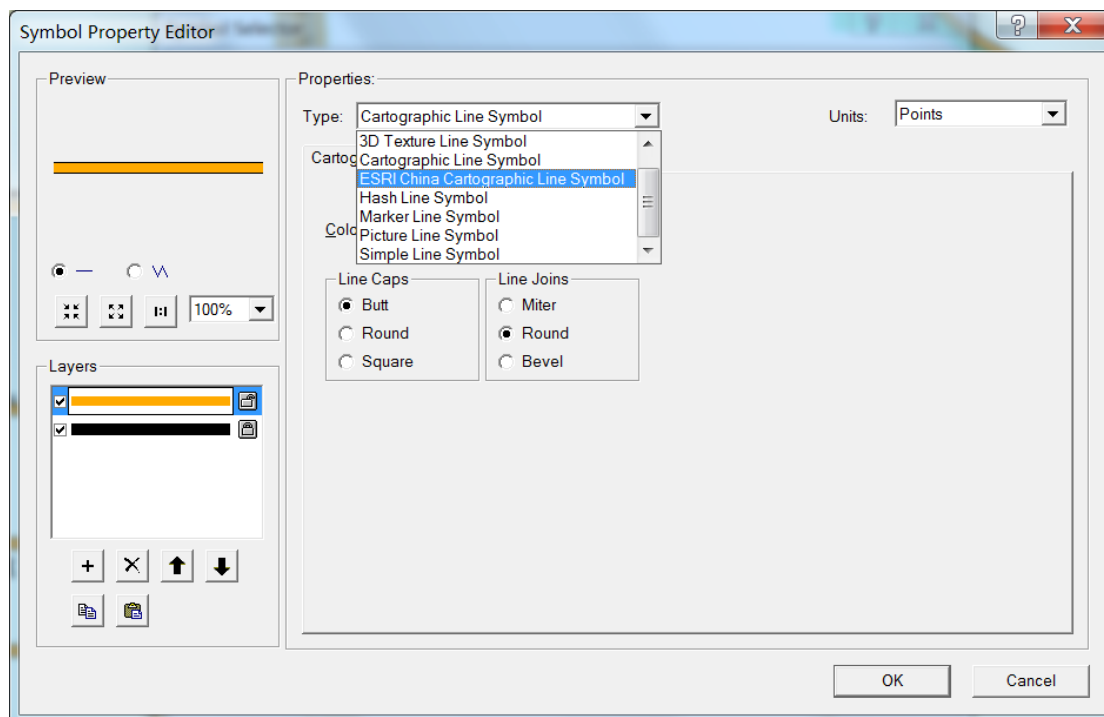 Symbol Property Editor
Preview
100%
Layers
Properties:
Type: Cartographic Line Symbol
Units: Points
3D Texture Line Symbol
Cartographic Line Symbol
ESRI China Cartographic Line Symbol
Hash Line Symbol
Marker Line Symbol
Picture Line Symbol
Simple Line Symbol
Cartog
Colo
Line Caps
Butt
Round
Square
Line Joins
Miter
Round
Bevel
OK
Cancel